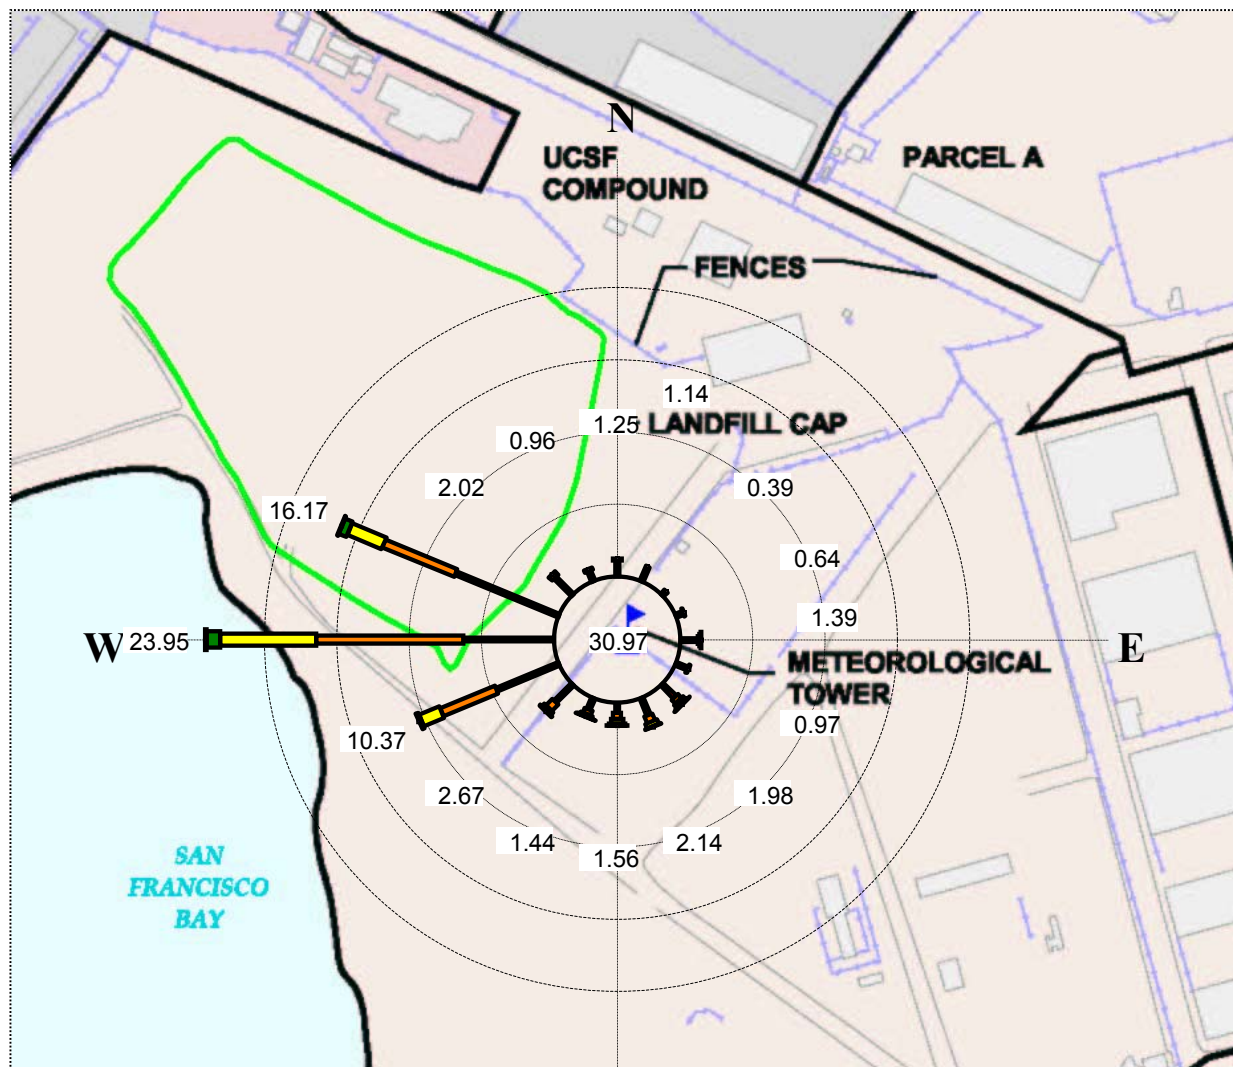 N
UCSF
COMPOUND
PARCEL A
FENCES
1.14
1.25
LANDFILL CAP
0.96
2.02
0.39
16.17
0.64
1.39
W
23.95
30.97
E
METEOROLOGICAL
TOWER
10.37
0.97
2.67
1.98
1.44
2.14
1.56
SAN
FRANCISCO
BAY